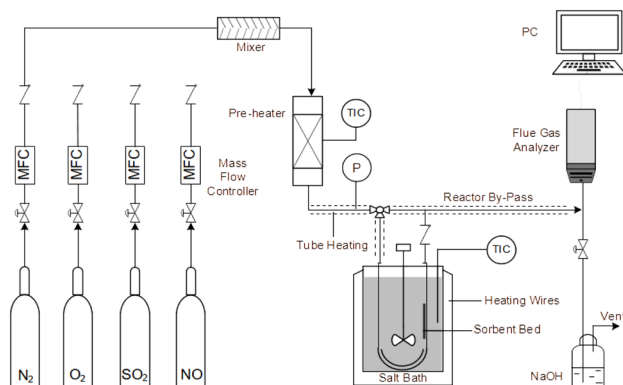 PC
Mixer
Pre-heater
TIC
Flue Gas
Analyzer
MFC
MFC
MFC
MFC
Mass
Flow
Controller
P
Reactor By-Pass
Tube Heating
TIC
Heating Wires
Sorbent Bed
Vent
N₂
O₂
SO₂
NO
Salt Bath
NaOH